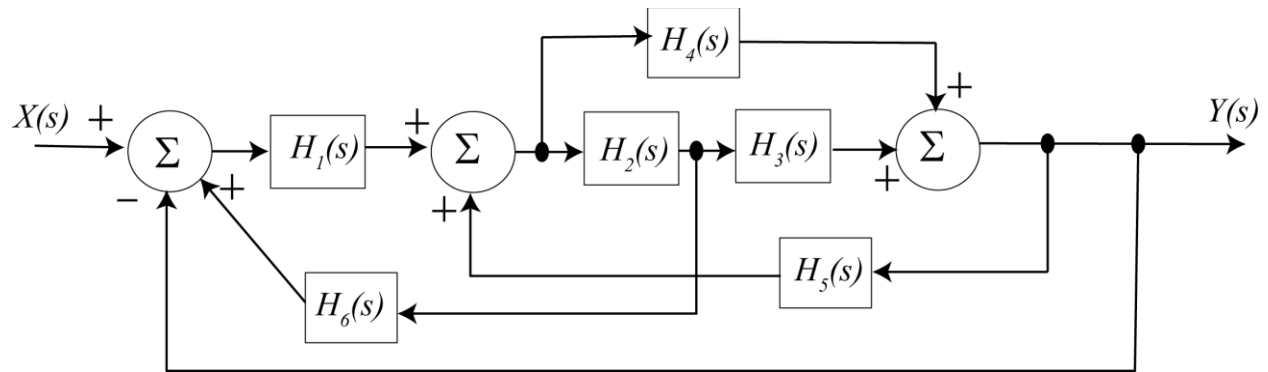 H₄(s)
+
X(s) + + Y(s)
Σ H₁(s) Σ H₂(s) H₃(s) Σ
− + + +
H₅(s)
H₆(s)